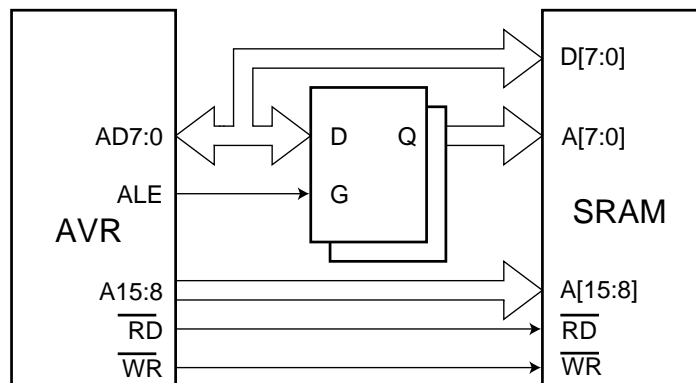 AVR
AD7:0
ALE
A15:8
RD
WR
D
Q
G
SRAM
D[7:0]
A[7:0]
A[15:8]
RD
WR